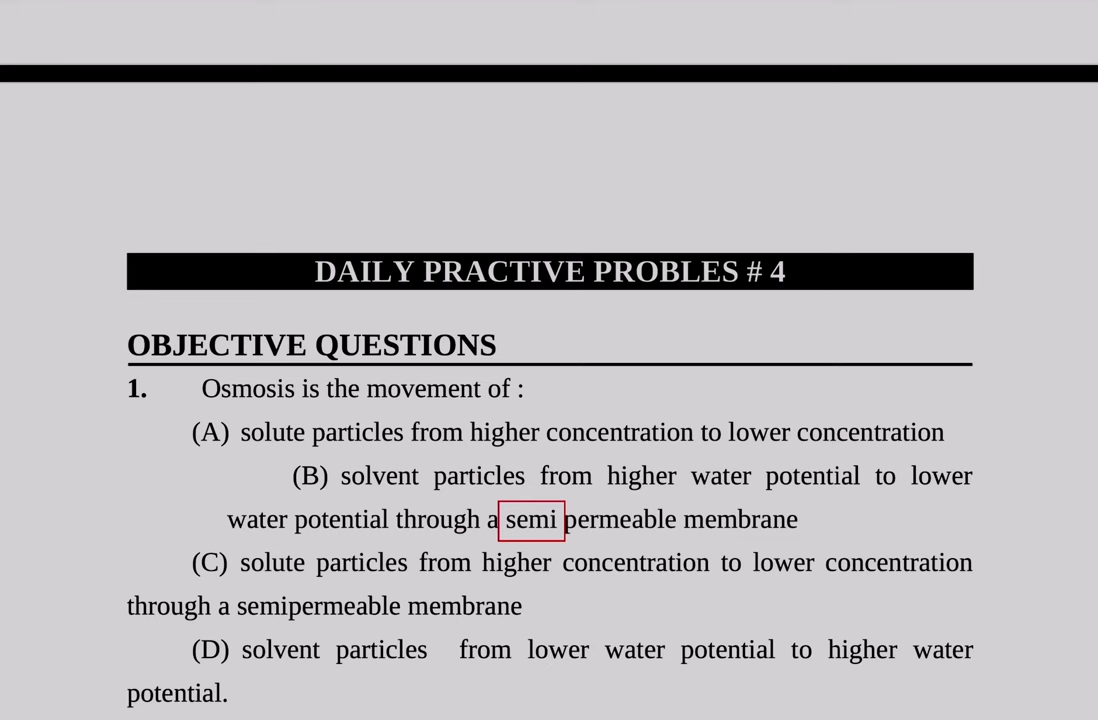 DAILY PRACTIVE PROBLES # 4
OBJECTIVE QUESTIONS
1. Osmosis is the movement of :
(A) solute particles from higher concentration to lower concentration
(B) solvent particles from higher water potential to lower
water potential through a semi permeable membrane
(C) solute particles from higher concentration to lower concentration
through a semipermeable membrane
(D) solvent particles from lower water potential to higher water
potential.